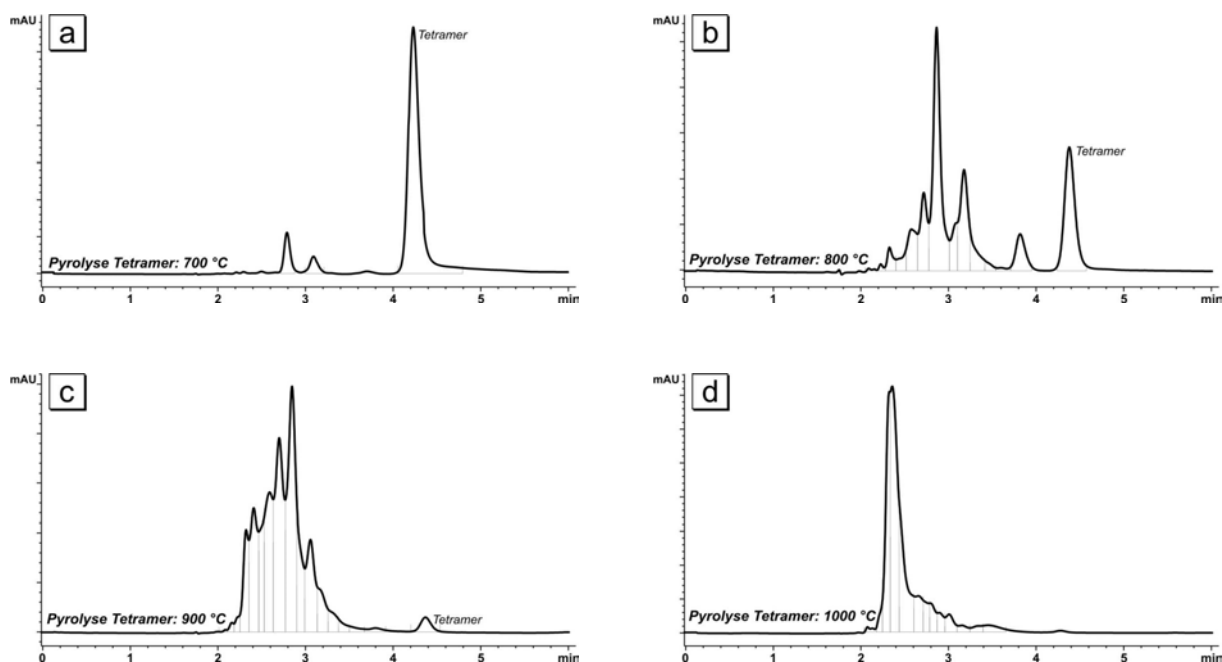 mAU
a
Tetramer
Pyrolyse Tetramer: 700 °C
0 1 2 3 4 5 min
mAU
b
Tetramer
Pyrolyse Tetramer: 800 °C
0 1 2 3 4 5 min
mAU
c
Pyrolyse Tetramer: 900 °C
Tetramer
0 1 2 3 4 5 min
mAU
d
Pyrolyse Tetramer: 1000 °C
0 1 2 3 4 5 min